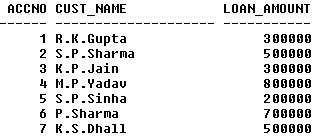 ACCNO CUST_NAME LOAN_AMOUNT
----- -------------------- -----------
1 R.K.Gupta 300000
2 S.P.Sharma 500000
3 K.P.Jain 300000
4 M.P.Yadav 800000
5 S.P.Sinha 200000
6 P.Sharma 700000
7 K.S.Dhall 500000